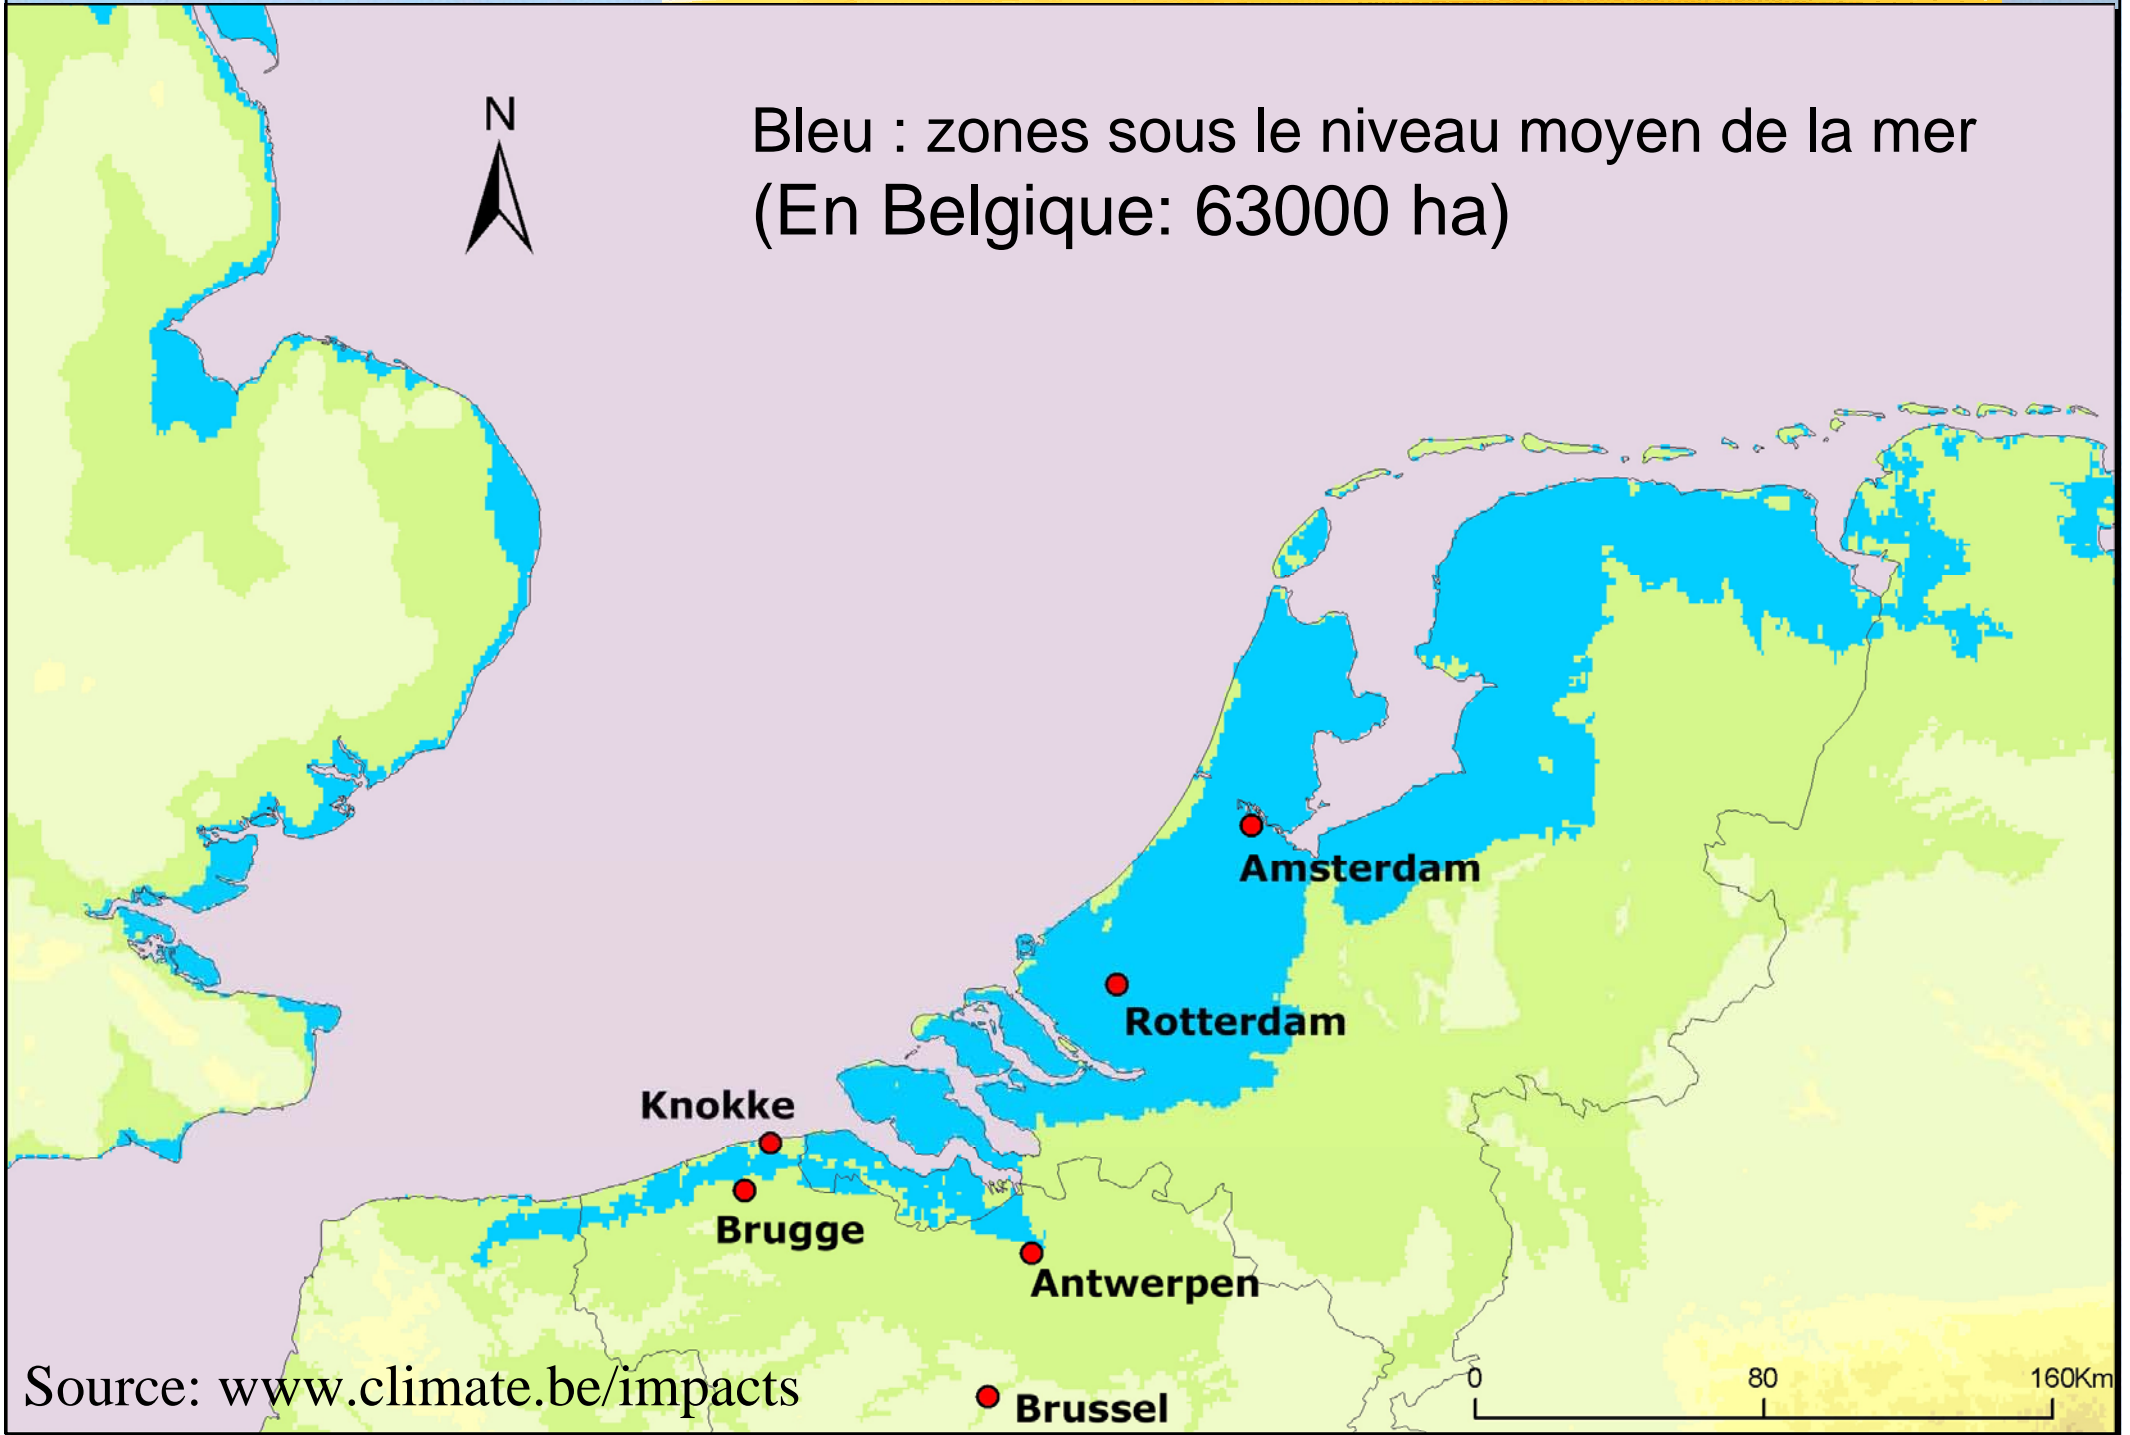 N
Bleu : zones sous le niveau moyen de la mer
(En Belgique: 63000 ha)
Amsterdam
Rotterdam
Knokke
Brugge
Antwerpen
Source: www.climate.be/impacts
Brussel
0 80 160Km